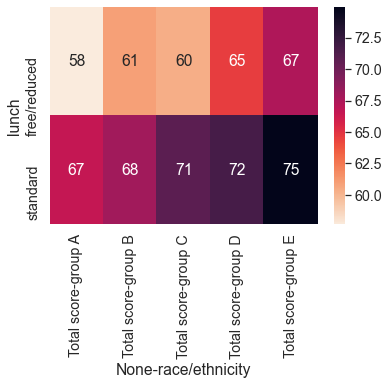 lunch
free/reduced
standard
58 61 60 65 67
67 68 71 72 75
Total score-group A
Total score-group B
Total score-group C
Total score-group D
Total score-group E
None-race/ethnicity
72.5
70.0
67.5
65.0
62.5
60.0